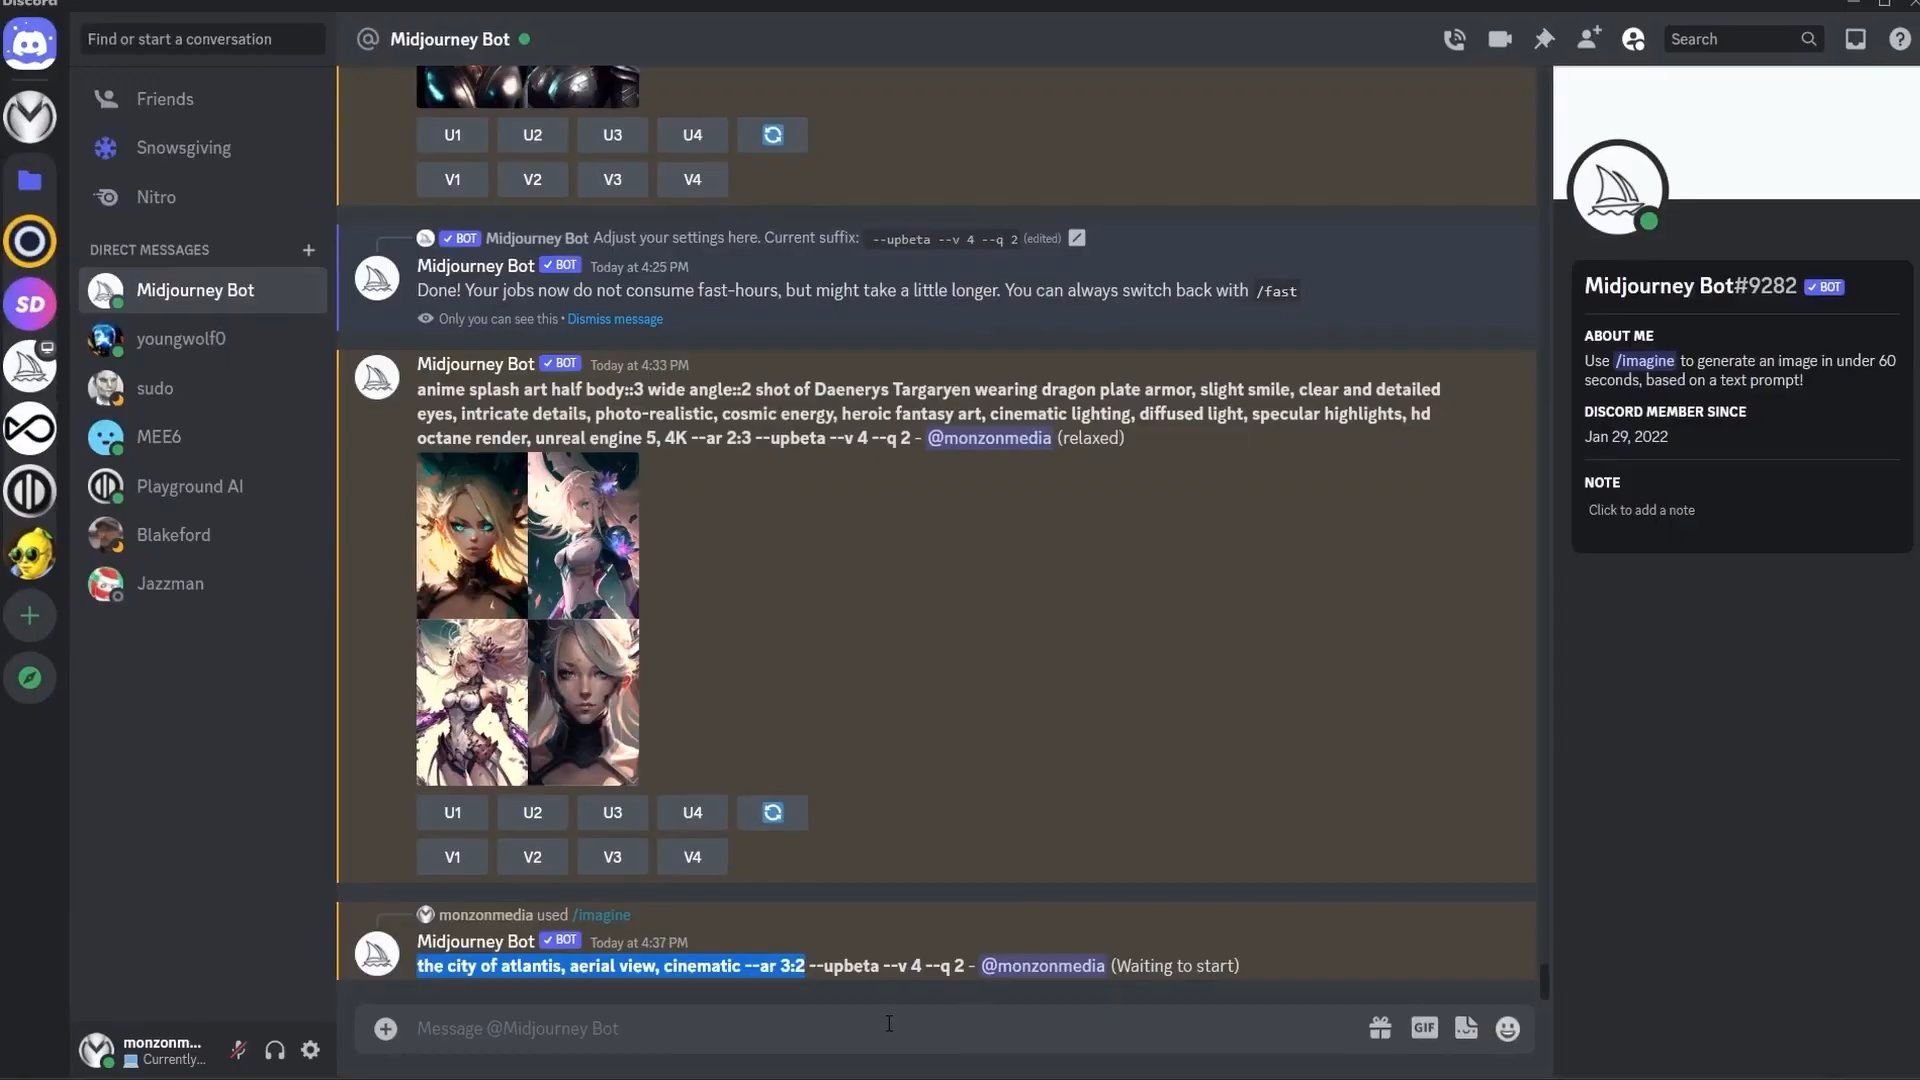 Discord
Find or start a conversation
Friends
Snowsgiving
Nitro
DIRECT MESSAGES
Midjourney Bot
youngwolf0
sudo
MEE6
Playground AI
Blakeford
Jazzman
SD
monzonm...
Currently...
Midjourney Bot
Search
U1 U2 U3 U4
V1 V2 V3 V4
BOT Midjourney Bot Adjust your settings here. Current suffix: --upbeta --v 4 --q 2 (edited)
Midjourney Bot BOT Today at 4:25 PM
Done! Your jobs now do not consume fast-hours, but might take a little longer. You can always switch back with /fast
Only you can see this • Dismiss message
Midjourney Bot BOT Today at 4:33 PM
anime splash art half body::3 wide angle::2 shot of Daenerys Targaryen wearing dragon plate armor, slight smile, clear and detailed
eyes, intricate details, photo-realistic, cosmic energy, heroic fantasy art, cinematic lighting, diffused light, specular highlights, hd
octane render, unreal engine 5, 4K --ar 2:3 --upbeta --v 4 --q 2 - @monzonmedia (relaxed)
U1 U2 U3 U4
V1 V2 V3 V4
monzonmedia used /imagine
Midjourney Bot BOT Today at 4:37 PM
the city of atlantis, aerial view, cinematic --ar 3:2 --upbeta --v 4 --q 2 - @monzonmedia (Waiting to start)
Message @Midjourney Bot
GIF
Midjourney Bot#9282 BOT
ABOUT ME
Use /imagine to generate an image in under 60
seconds, based on a text prompt!
DISCORD MEMBER SINCE
Jan 29, 2022
NOTE
Click to add a note